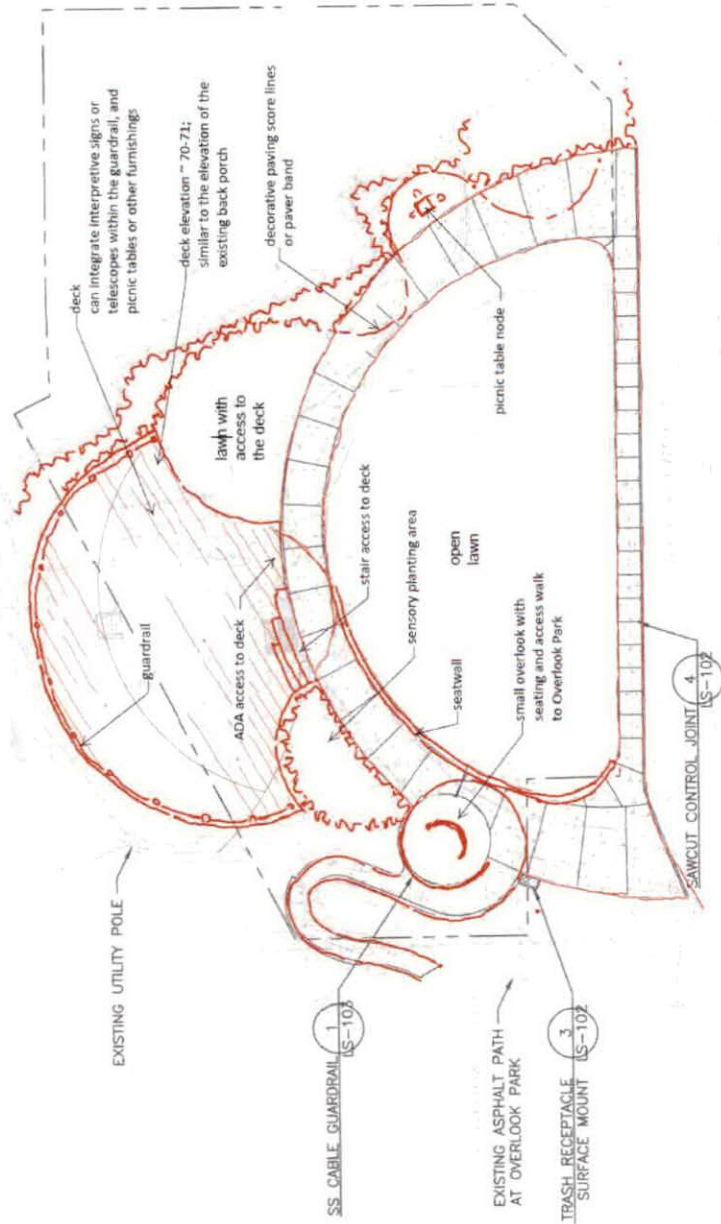 deck
can integrate interpretive signs or
telescopes within the guardrail, and
picnic tables or other furnishings
deck elevation ~ 70-71;
similar to the elevation of the
existing back porch
decorative paving score lines
or paver band
guardrail
lawn with
access to
the deck
EXISTING UTILITY POLE
ADA access to deck
stair access to deck
sensory planting area
picnic table node
open
lawn
seatwall
small overlook with
seating and access walk
to Overlook Park
SS CABLE GUARDRAIL
1
LS-103
EXISTING ASPHALT PATH
AT OVERLOOK PARK
TRASH RECEPTACLE
SURFACE MOUNT
3
LS-102
SAWCUT CONTROL JOINT
4
LS-102